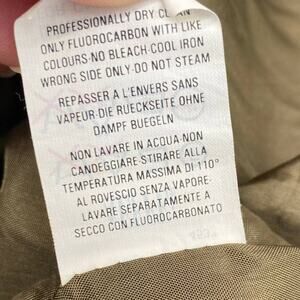 PROFESSIONALLY DRY CLEAN
ONLY FLUOROCARBON WITH LIKE
COLOURS·NO BLEACH·COOL IRON
WRONG SIDE ONLY·DO NOT STEAM
REPASSER A L'ENVERS SANS
VAPEUR·DIE RUECKSEITE OHNE
DAMPF BUEGELN
NON LAVARE IN ACQUA·NON
CANDEGGIARE STIRARE ALLA
TEMPERATURA MASSIMA DI 110°
AL ROVESCIO SENZA VAPORE·
LAVARE SEPARATAMENTE A
SECCO CON FLUOROCARBONATO